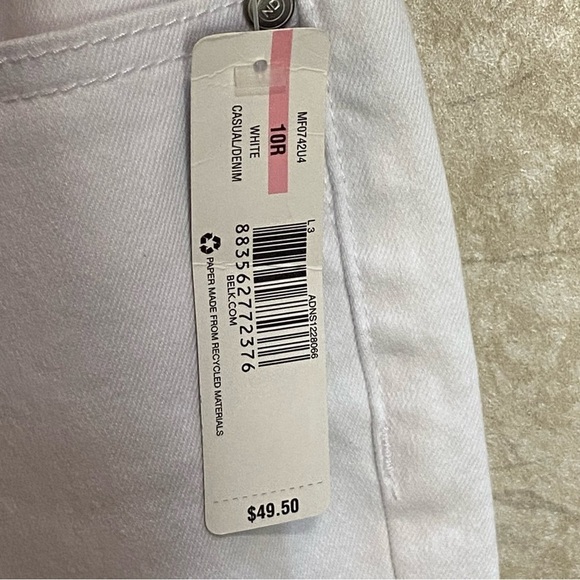 MF0742U4
10R
WHITE
CASUAL/DENIM
L3
ADNS1228066
883562772376
BELK.COM
PAPER MADE FROM RECYCLED MATERIALS
$49.50